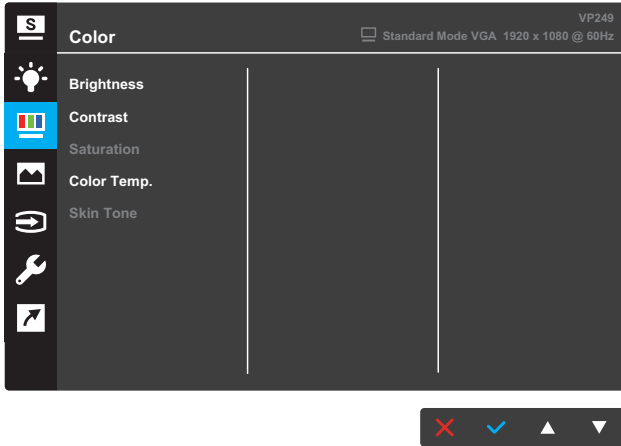 S
VP249
Color
Standard Mode VGA 1920 x 1080 @ 60Hz
Brightness
Contrast
Saturation
Color Temp.
Skin Tone